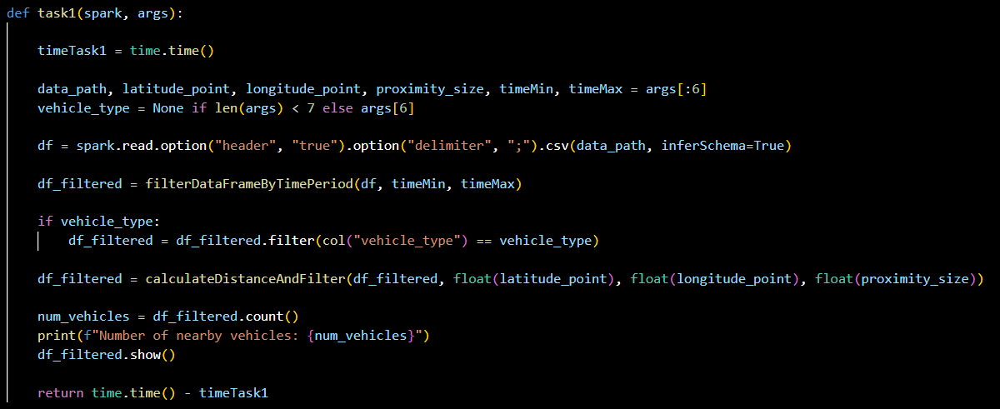 def task1(spark, args):
timeTask1 = time.time()
data_path, latitude_point, longitude_point, proximity_size, timeMin, timeMax = args[:6]
vehicle_type = None if len(args) < 7 else args[6]
df = spark.read.option("header", "true").option("delimiter", ";").csv(data_path, inferSchema=True)
df_filtered = filterDataFrameByTimePeriod(df, timeMin, timeMax)
if vehicle_type:
df_filtered = df_filtered.filter(col("vehicle_type") == vehicle_type)
df_filtered = calculateDistanceAndFilter(df_filtered, float(latitude_point), float(longitude_point), float(proximity_size))
num_vehicles = df_filtered.count()
print(f"Number of nearby vehicles: {num_vehicles}")
df_filtered.show()
return time.time() - timeTask1